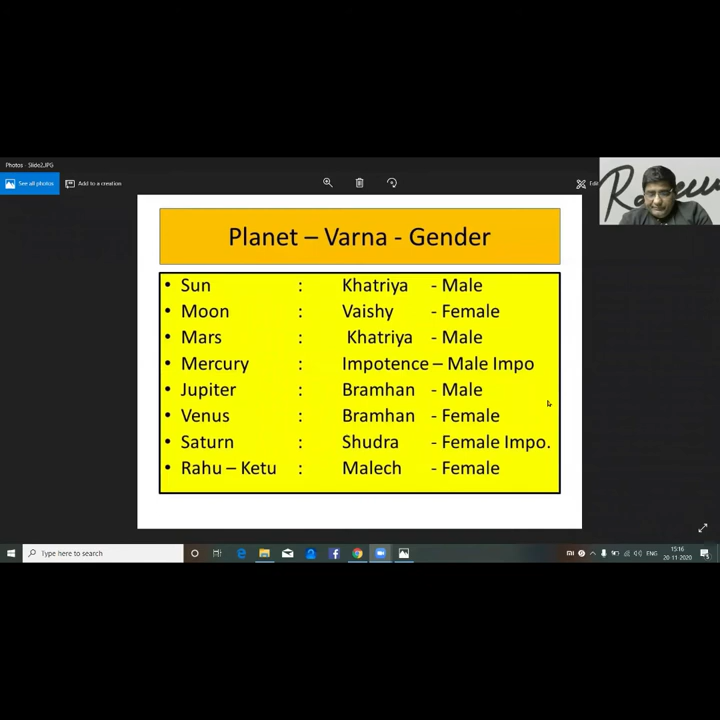 Photos - Slide2.JPG
See all photos
Add to a creation
Edit
Planet – Varna - Gender
• Sun : Khatriya - Male
• Moon : Vaishy - Female
• Mars : Khatriya - Male
• Mercury : Impotence – Male Impo
• Jupiter : Bramhan - Male
• Venus : Bramhan - Female
• Saturn : Shudra - Female Impo.
• Rahu – Ketu : Malech - Female
Type here to search
ENG
15:16
20-11-2020